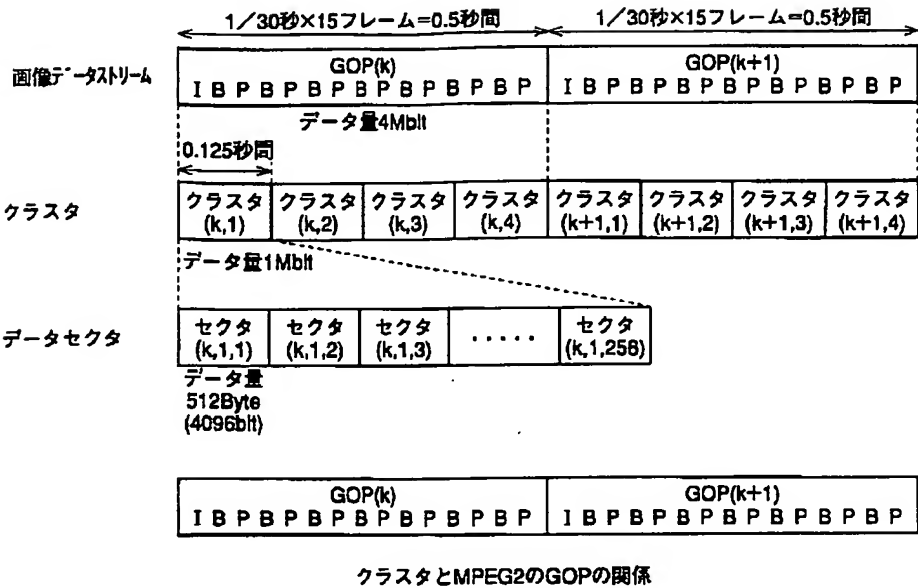 1／30秒×15フレーム=0.5秒間 1／30秒×15フレーム=0.5秒間
画像データストリーム
GOP(k) GOP(k+1)
I B P B P B P B P B P B P B P I B P B P B P B P B P B P B P
データ量4Mbit
0.125秒間
クラスタ
クラスタ クラスタ クラスタ クラスタ クラスタ クラスタ クラスタ クラスタ
(k,1) (k,2) (k,3) (k,4) (k+1,1) (k+1,2) (k+1,3) (k+1,4)
データ量1Mbit
データセクタ
セクタ セクタ セクタ ・・・・・ セクタ
(k,1,1) (k,1,2) (k,1,3) (k,1,256)
データ量
512Byte
(4096bit)
GOP(k) GOP(k+1)
I B P B P B P B P B P B P B P I B P B P B P B P B P B P B P
クラスタとMPEG2のGOPの関係